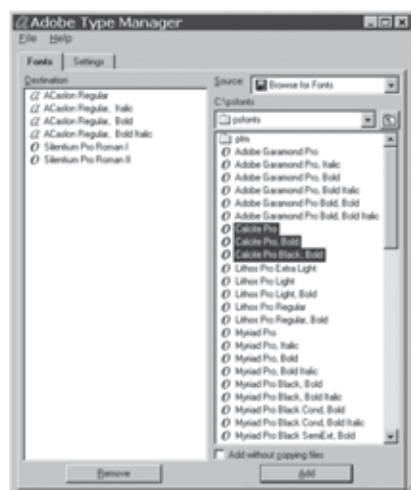 Adobe Type Manager
File Help
Fonts Settings
Destination
ACaslon Regular
ACaslon Regular, Italic
ACaslon Regular, Bold
ACaslon Regular, Bold Italic
Silentium Pro Roman I
Silentium Pro Roman II
Remove
Source: Browse for Fonts
C:\psfonts
psfonts
pfm
Adobe Garamond Pro
Adobe Garamond Pro, Italic
Adobe Garamond Pro, Bold
Adobe Garamond Pro, Bold Italic
Adobe Garamond Pro Bold, Bold
Adobe Garamond Pro Bold, Bold Italic
Calcite Pro
Calcite Pro, Bold
Calcite Pro Black, Bold
Lithos Pro Extra Light
Lithos Pro Light
Lithos Pro Light, Bold
Lithos Pro Regular
Lithos Pro Regular, Bold
Myriad Pro
Myriad Pro, Italic
Myriad Pro, Bold
Myriad Pro, Bold Italic
Myriad Pro Black, Bold
Myriad Pro Black, Bold Italic
Myriad Pro Black Cond, Bold
Myriad Pro Black Cond, Bold Italic
Myriad Pro Black SemiExt, Bold
Add without copying files
Add